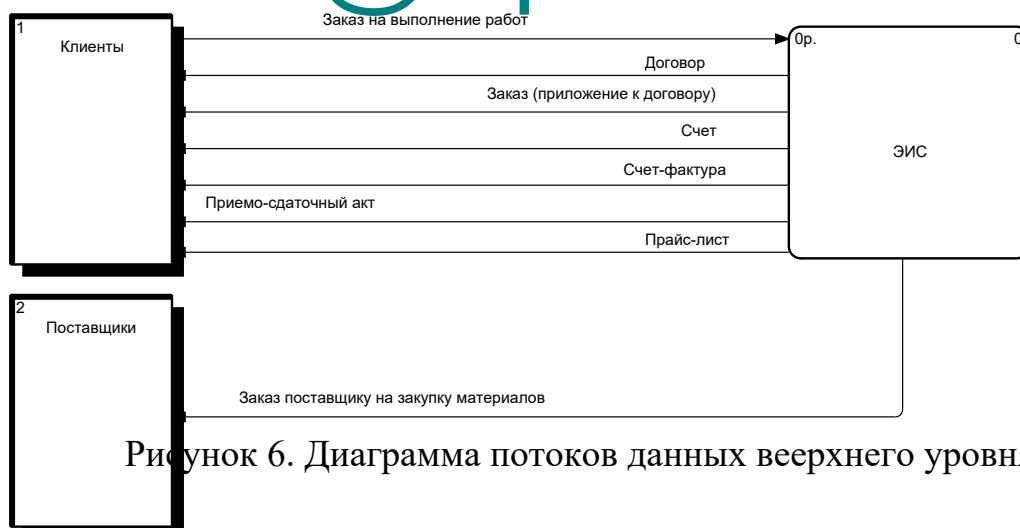 Заказ на выполнение работ
1
Клиенты
0р.
0
Договор
Заказ (приложение к договору)
Счет
ЭИС
Счет-фактура
Приемо-сдаточный акт
Прайс-лист
2
Поставщики
Заказ поставщику на закупку материалов
Рисунок 6. Диаграмма потоков данных веерхнего уровня